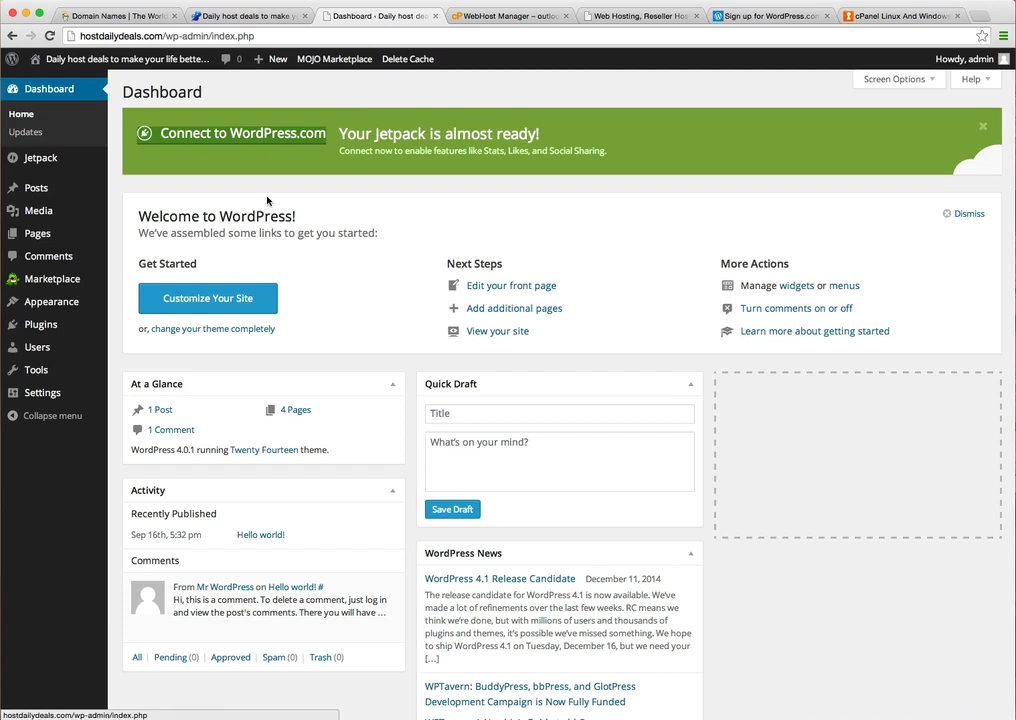 Domain Names | The World
Daily host deals to make y
Dashboard ‹ Daily host de
WebHost Manager – outloo
Web Hosting, Reseller Hos
Sign up for WordPress.com
cPanel Linux And Window
hostdailydeals.com/wp-admin/index.php
Daily host deals to make your life bette... 0 + New MOJO Marketplace Delete Cache Howdy, admin
Screen Options Help
Dashboard
Home
Updates
Jetpack
Posts
Media
Pages
Comments
Marketplace
Appearance
Plugins
Users
Tools
Settings
Collapse menu
Dashboard
Connect to WordPress.com
Your Jetpack is almost ready!
Connect now to enable features like Stats, Likes, and Social Sharing.
Welcome to WordPress!
Dismiss
We've assembled some links to get you started:
Get Started
Customize Your Site
or, change your theme completely
Next Steps
Edit your front page
Add additional pages
View your site
More Actions
Manage widgets or menus
Turn comments on or off
Learn more about getting started
At a Glance
1 Post 4 Pages
1 Comment
WordPress 4.0.1 running Twenty Fourteen theme.
Activity
Recently Published
Sep 16th, 5:32 pm Hello world!
Comments
From Mr WordPress on Hello world! #
Hi, this is a comment. To delete a comment, just log in
and view the post's comments. There you will have ...
All | Pending (0) | Approved | Spam (0) | Trash (0)
Quick Draft
Title
What's on your mind?
Save Draft
WordPress News
WordPress 4.1 Release Candidate December 11, 2014
The release candidate for WordPress 4.1 is now available. We've
made a lot of refinements over the last few weeks. RC means we
think we're done, but with millions of users and thousands of
plugins and themes, it's possible we've missed something. We hope
to ship WordPress 4.1 on Tuesday, December 16, but we need your
[...]
WPTavern: BuddyPress, bbPress, and GlotPress
Development Campaign is Now Fully Funded
hostdailydeals.com/wp-admin/index.php